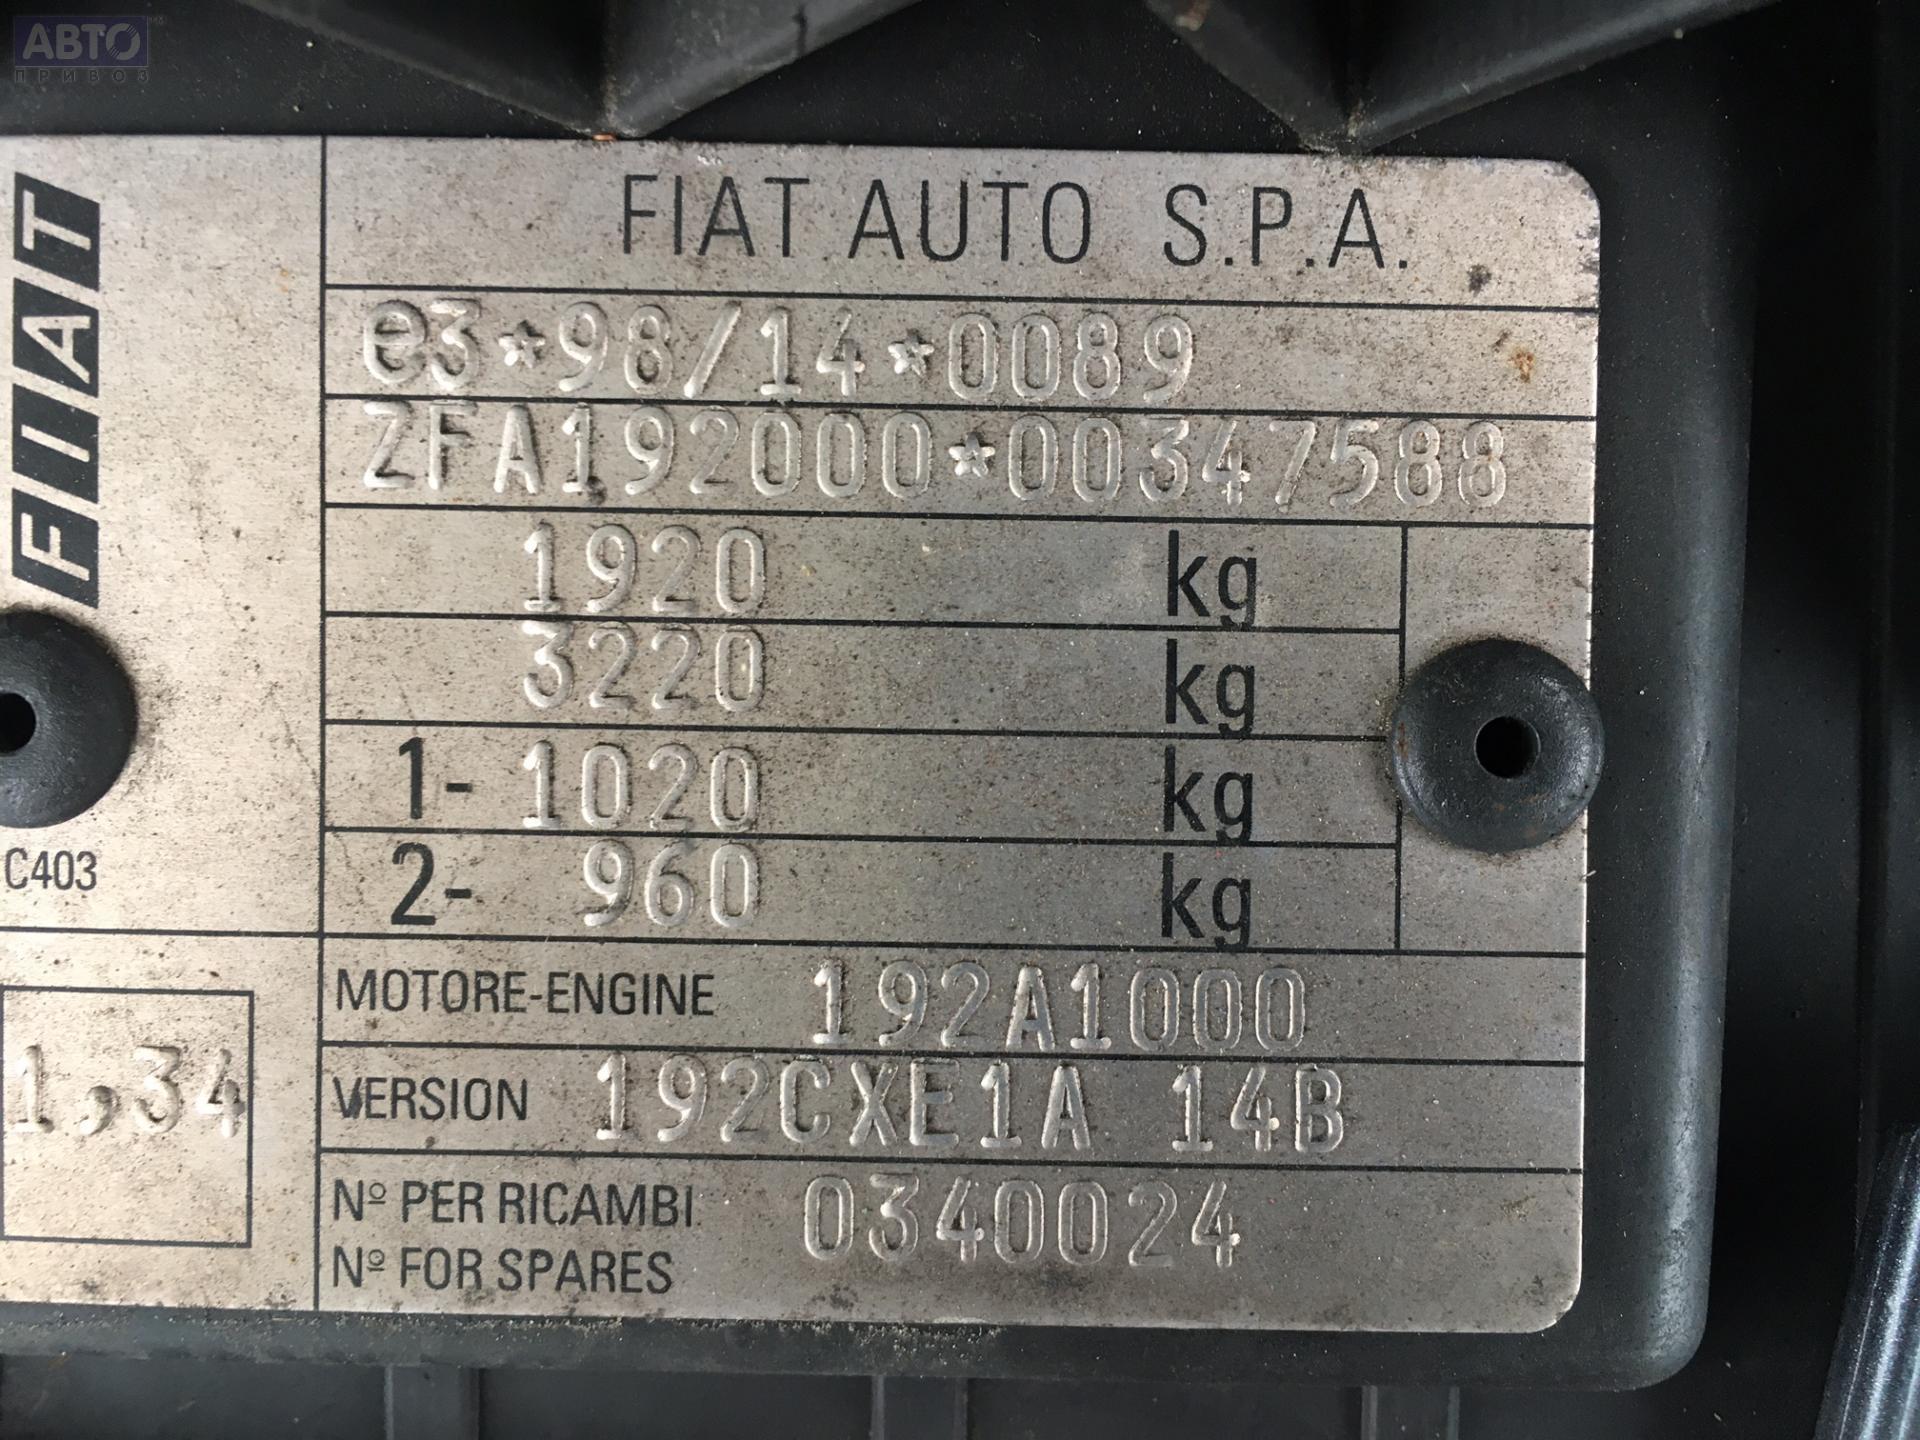 АВТО™
ПРИВОЗ
FIAT
FIAT AUTO S.P.A.
e3*98/14*0089
ZFA192000*00347588
1920 kg
3220 kg
1- 1020 kg
2- 960 kg
C403
MOTORE-ENGINE 192A1000
1,34
VERSION 192CXE1A 14B
Nº PER RICAMBI 0340024
Nº FOR SPARES